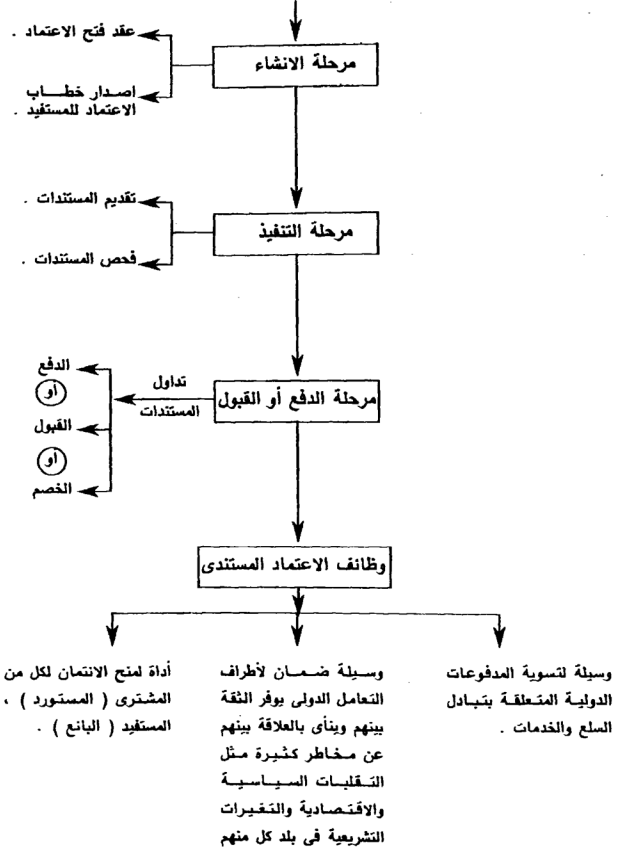 مرحلة الانشاء
عقد فتح الاعتماد .
اصدار خطـــاب
الاعتماد للمستفيد .
مرحلة التنفيذ
تقديم المستندات .
فحص المستندات .
مرحلة الدفع أو القبول
تداول
المستندات
الدفع
أو
القبول
أو
الخصم
وظائف الاعتماد المستندى
وسيلة لتسوية المدفوعات
الدولية المتعلقة بتبادل
السلع والخدمات .
وسيلة ضمـــان لأطراف
التعامل الدولى يوفر الثقة
بينهم وينأى بالعلاقة بينهم
عن مخاطر كثيرة مثل
التقلبات السياسية
والاقتصادية والتغيرات
التشريعية فى بلد كل منهم
أداة لمنح الائتمان لكل من
المشترى ( المستورد ) ،
المستفيد ( البائع ) .